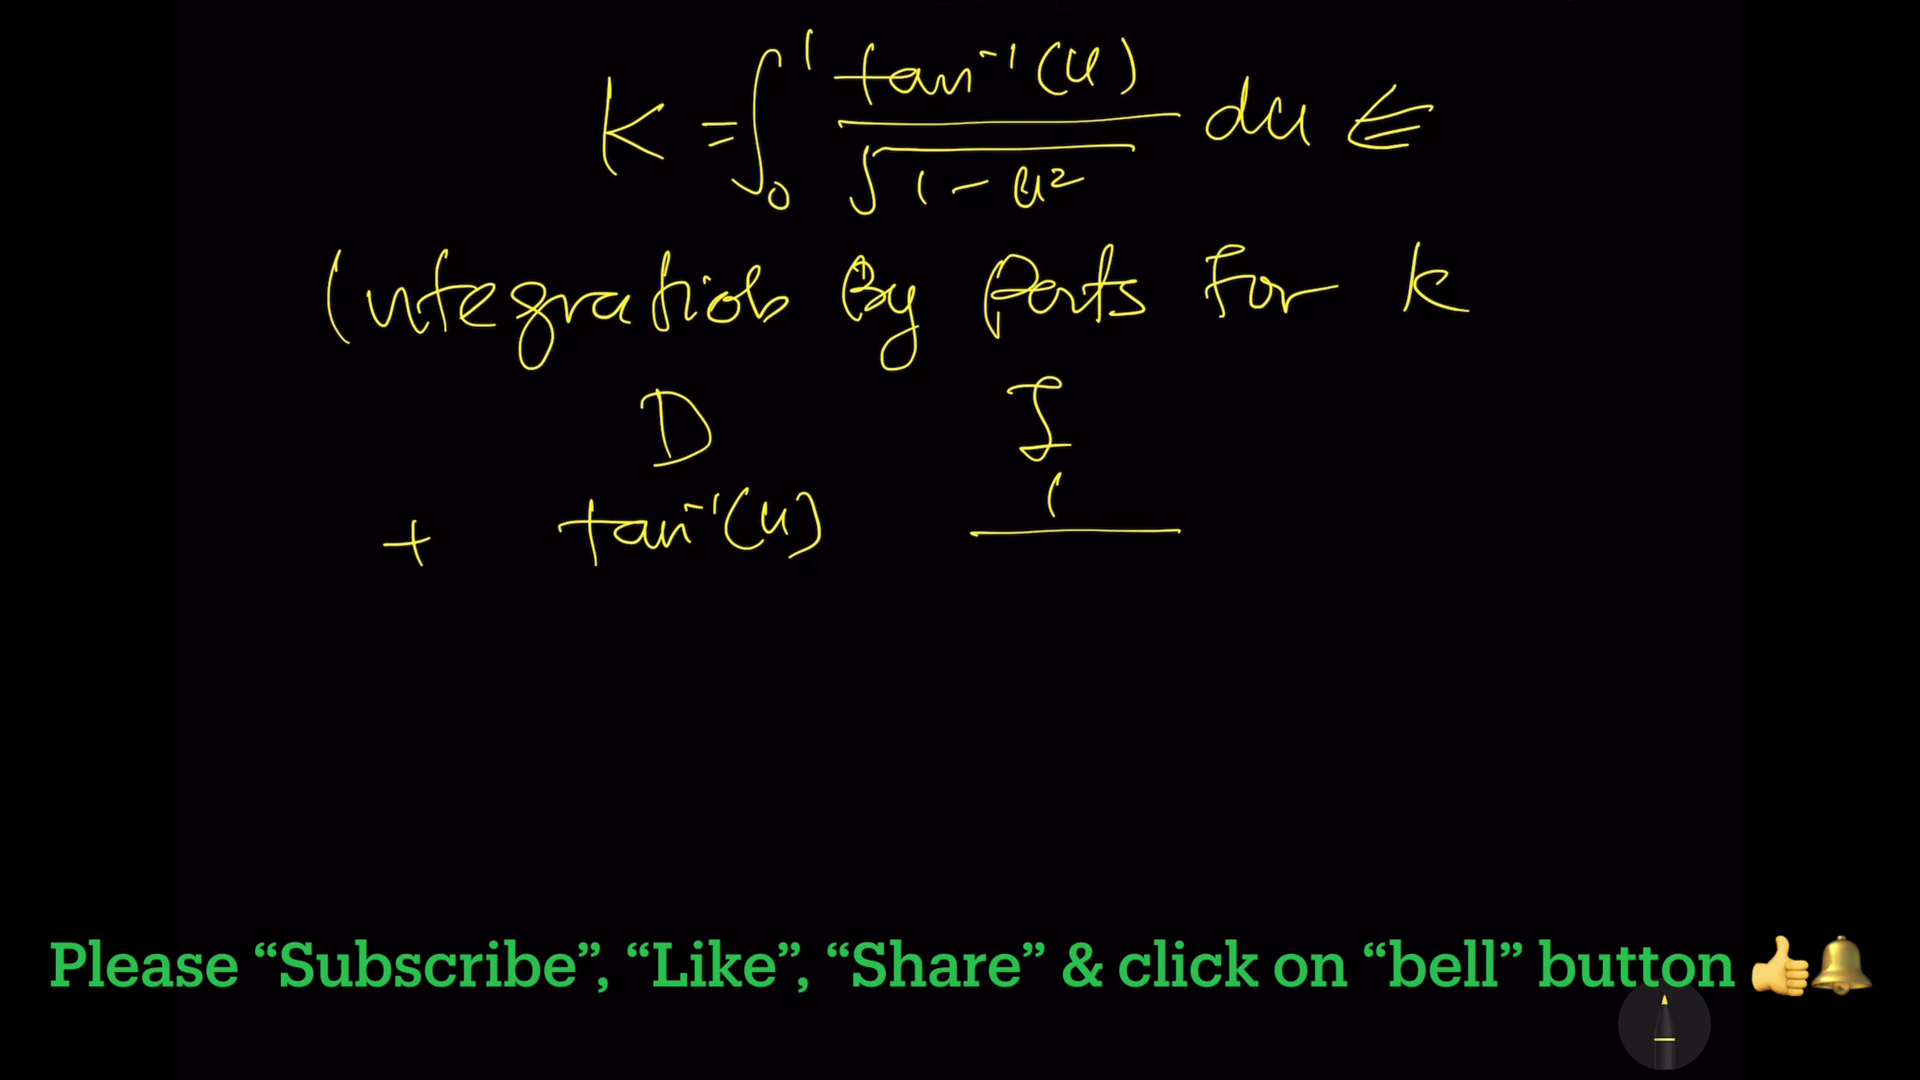 K = ∫₀¹ tan⁻¹(u) / √(1 - u²) du ⋲
Integration By Parts For K
D I
+ tan⁻¹(u) 1
Please “Subscribe”, “Like”, “Share” & click on “bell” button 👍🔔